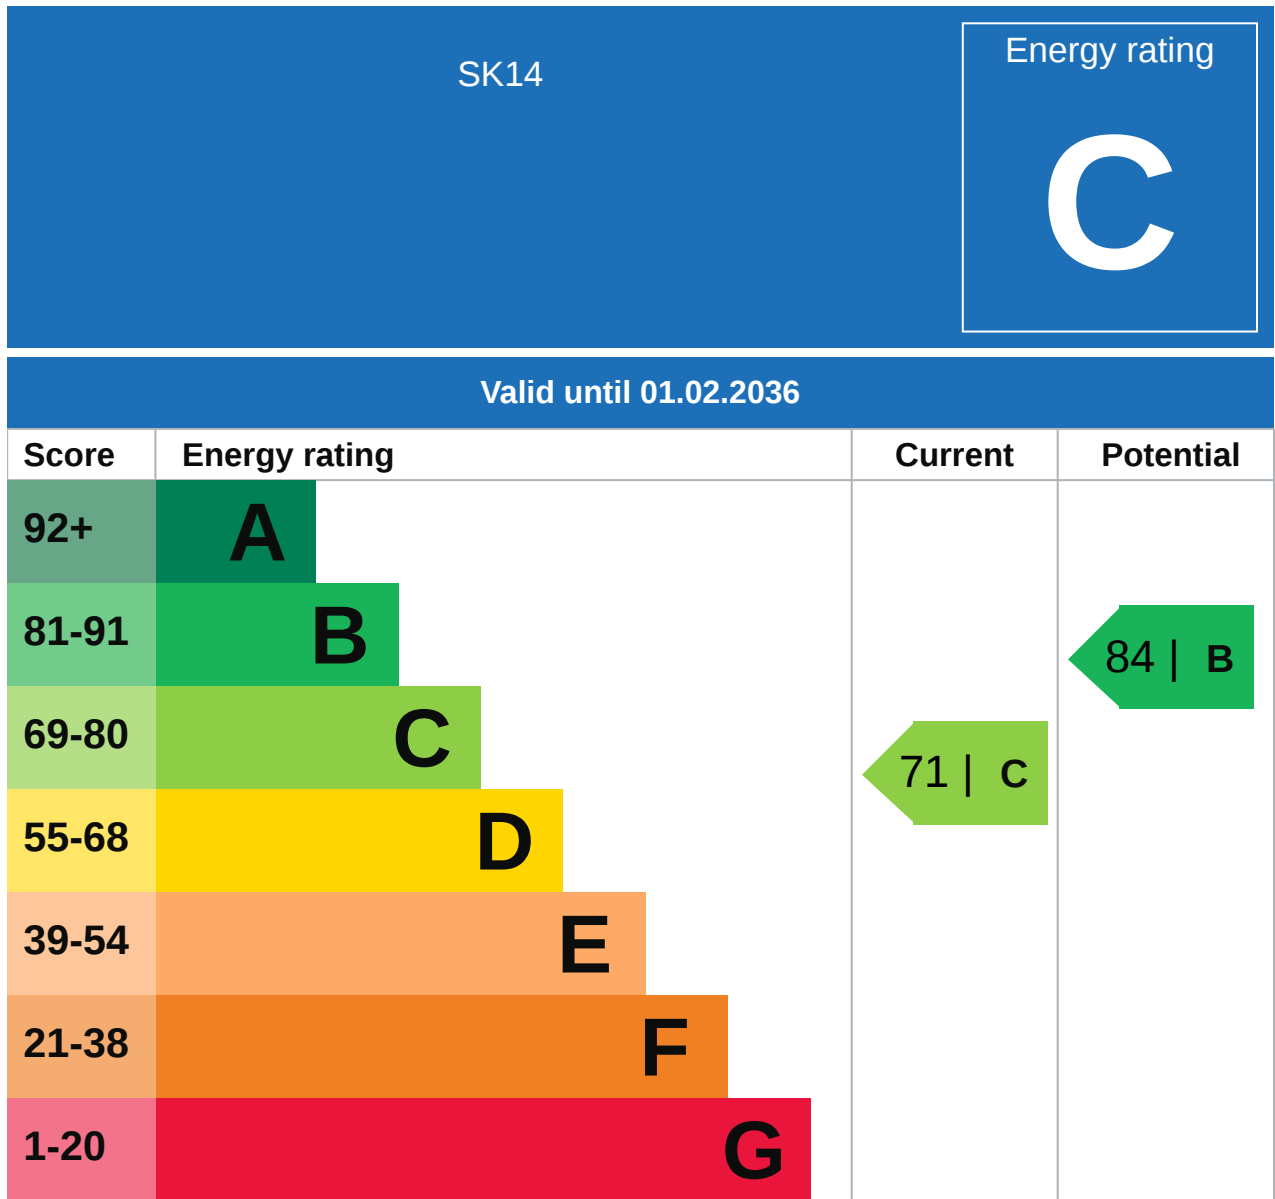 SK14
Energy rating
C
Valid until 01.02.2036
Score Energy rating Current Potential
92+ A
81-91 B
84 | B
69-80 C
71 | C
55-68 D
39-54 E
21-38 F
1-20 G